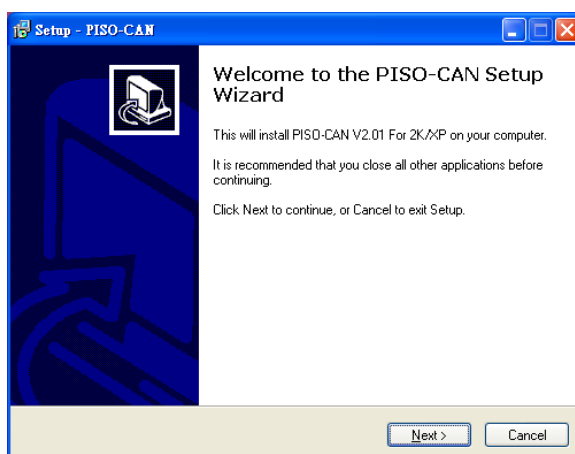 Setup - PISO-CAN
Welcome to the PISO-CAN Setup
Wizard
This will install PISO-CAN V2.01 For 2K/XP on your computer.
It is recommended that you close all other applications before
continuing.
Click Next to continue, or Cancel to exit Setup.
Next >
Cancel